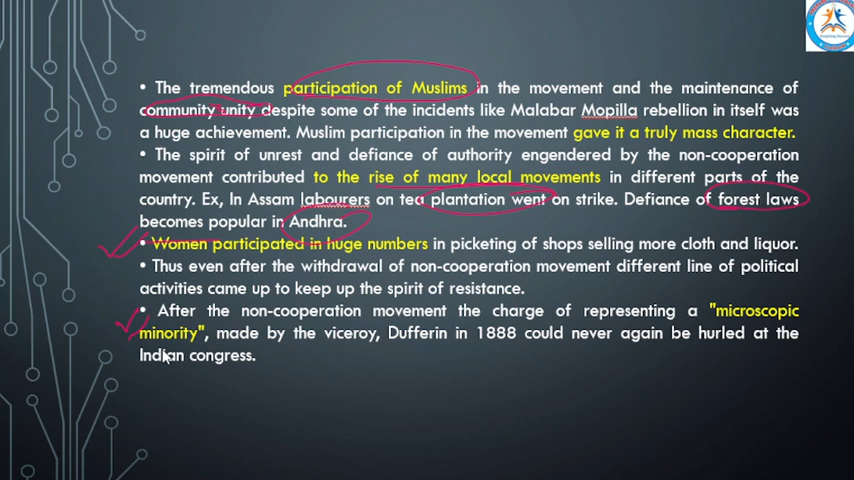 • The tremendous participation of Muslims in the movement and the maintenance of
community unity despite some of the incidents like Malabar Mopilla rebellion in itself was
a huge achievement. Muslim participation in the movement gave it a truly mass character.
• The spirit of unrest and defiance of authority engendered by the non-cooperation
movement contributed to the rise of many local movements in different parts of the
country. Ex, In Assam labourers on tea plantation went on strike. Defiance of forest laws
becomes popular in Andhra.
• Women participated in huge numbers in picketing of shops selling more cloth and liquor.
• Thus even after the withdrawal of non-cooperation movement different line of political
activities came up to keep up the spirit of resistance.
• After the non-cooperation movement the charge of representing a "microscopic
minority", made by the viceroy, Dufferin in 1888 could never again be hurled at the
Indian congress.